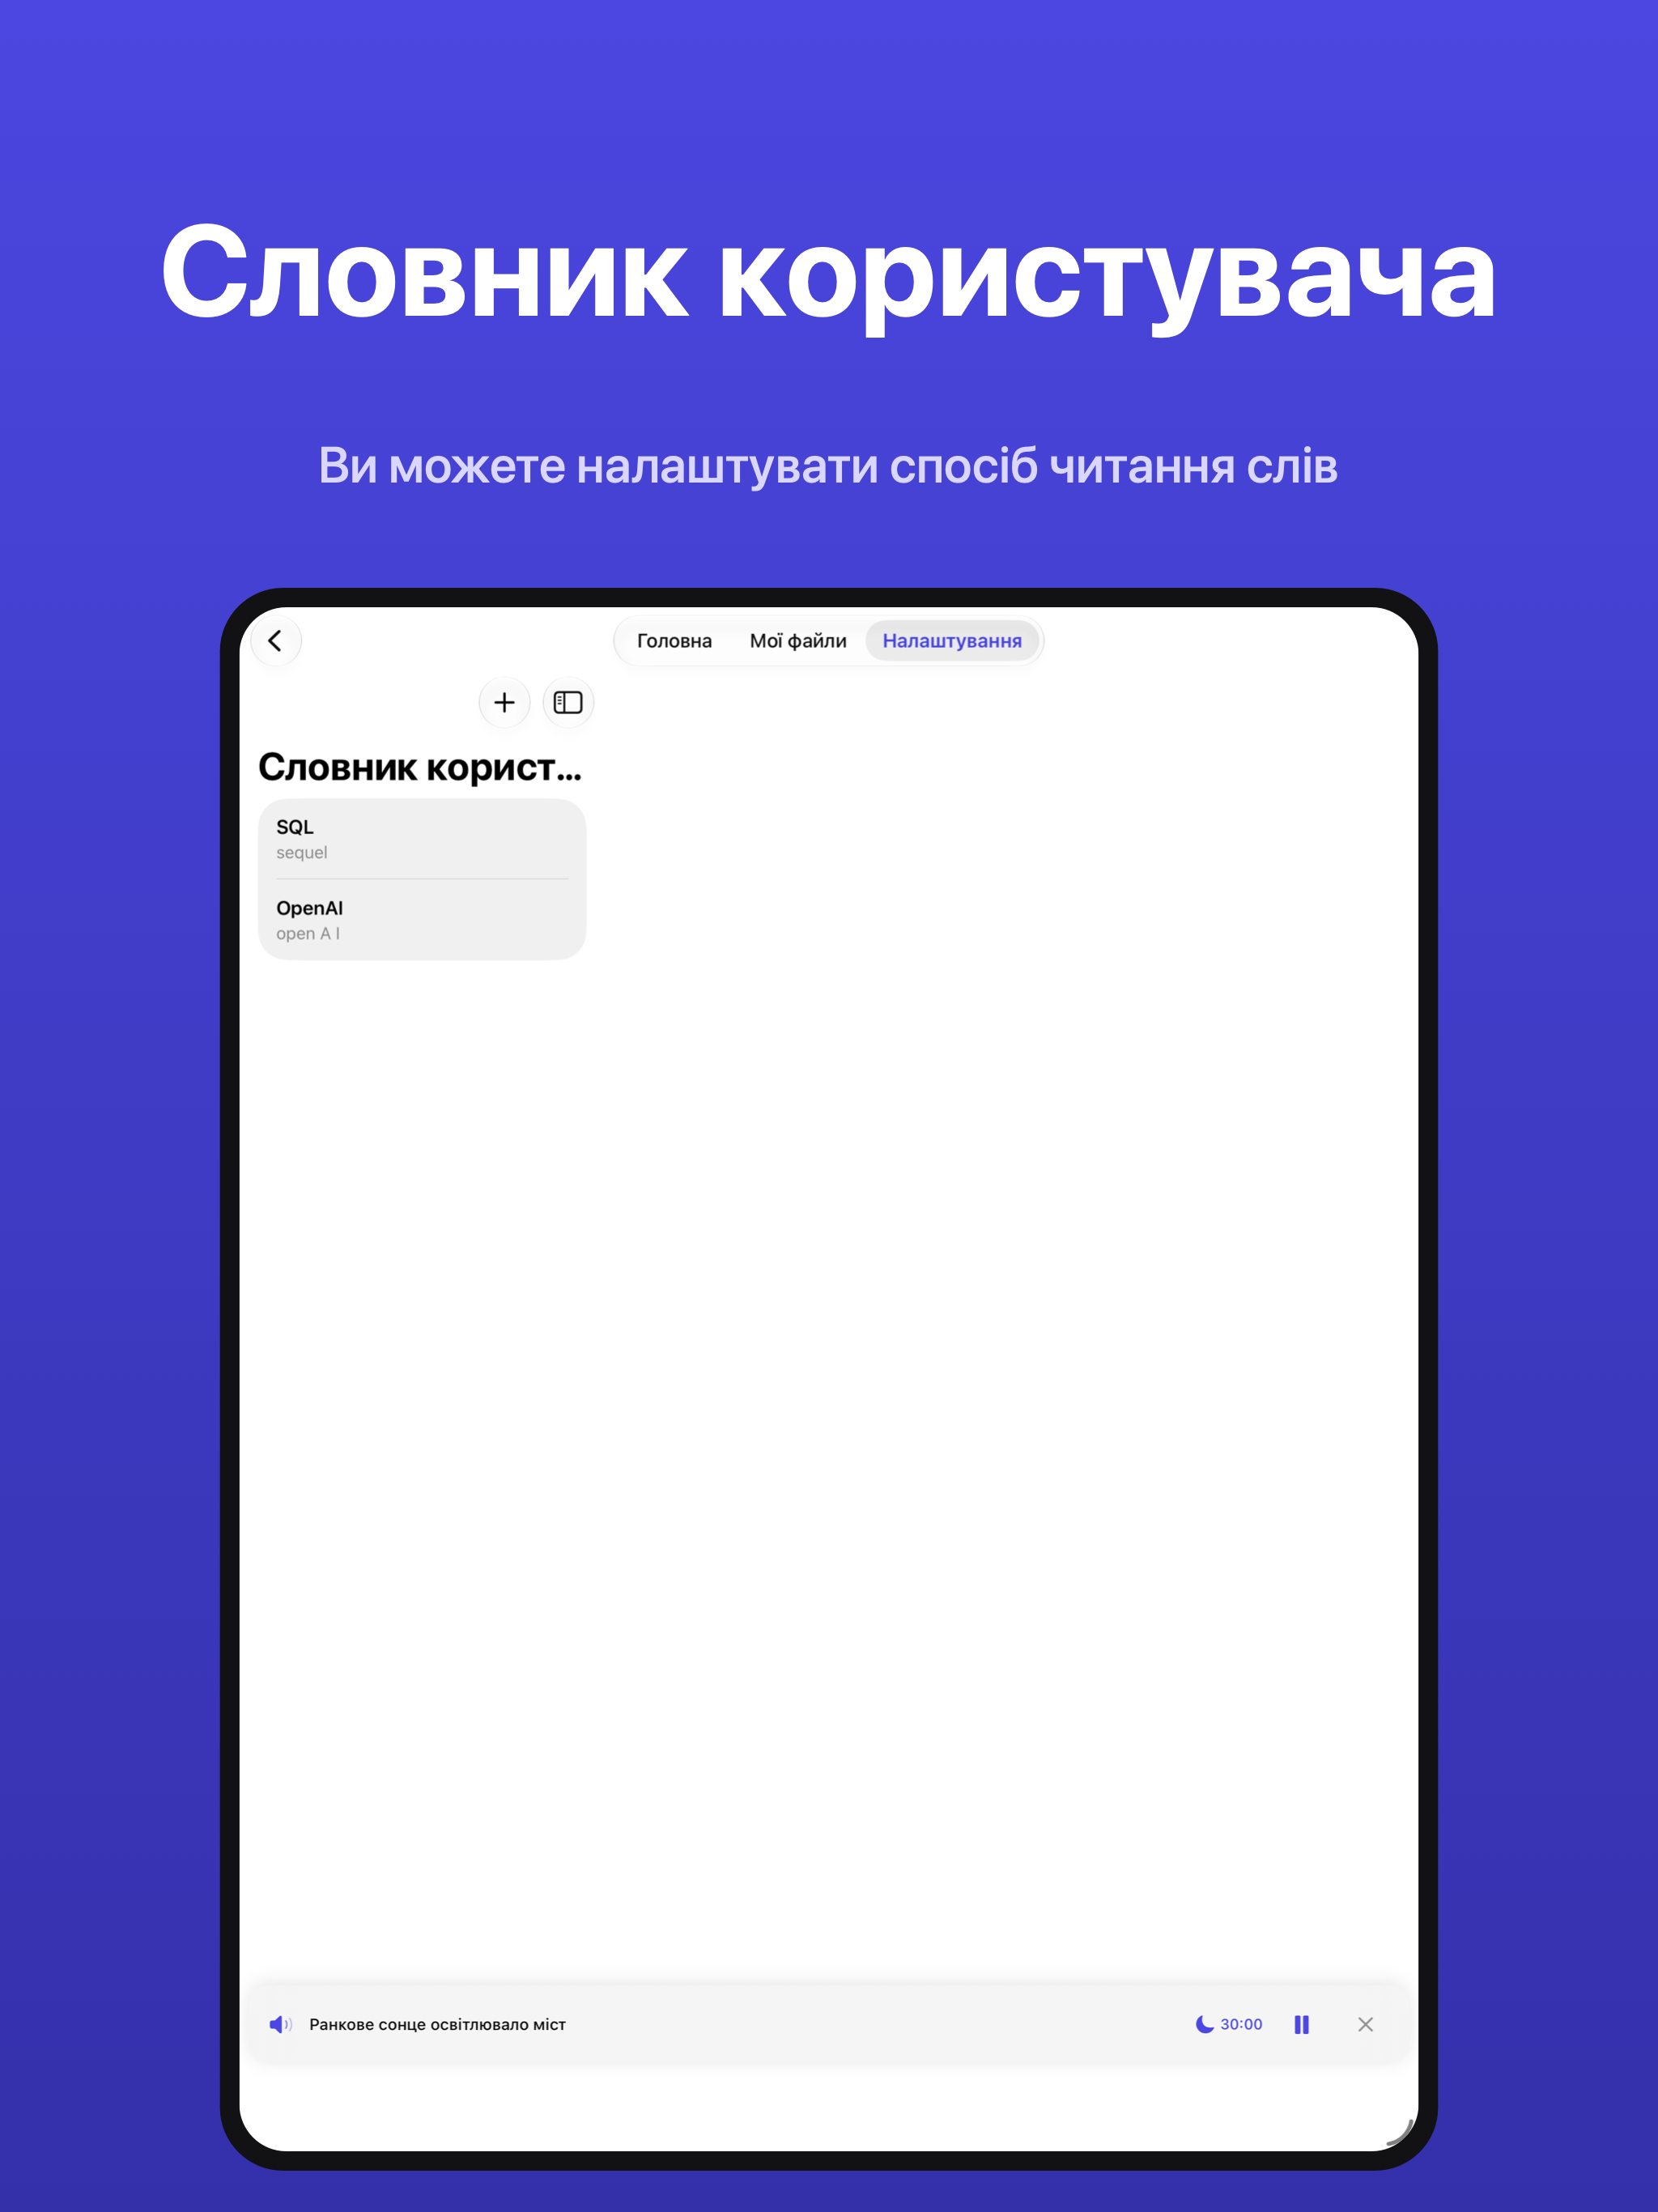 Словник користувача
Ви можете налаштувати спосіб читання слів
Головна Мої файли Налаштування
Словник корист...
SQL
sequel
OpenAI
open A I
Ранкове сонце освітлювало міст 30:00